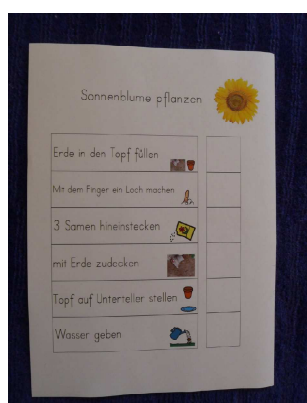 Sonnenblume pflanzen
Erde in den Topf füllen
Mit dem Finger ein Loch machen
3 Samen hineinstecken
mit Erde zudecken
Topf auf Unterteller stellen
Wasser geben